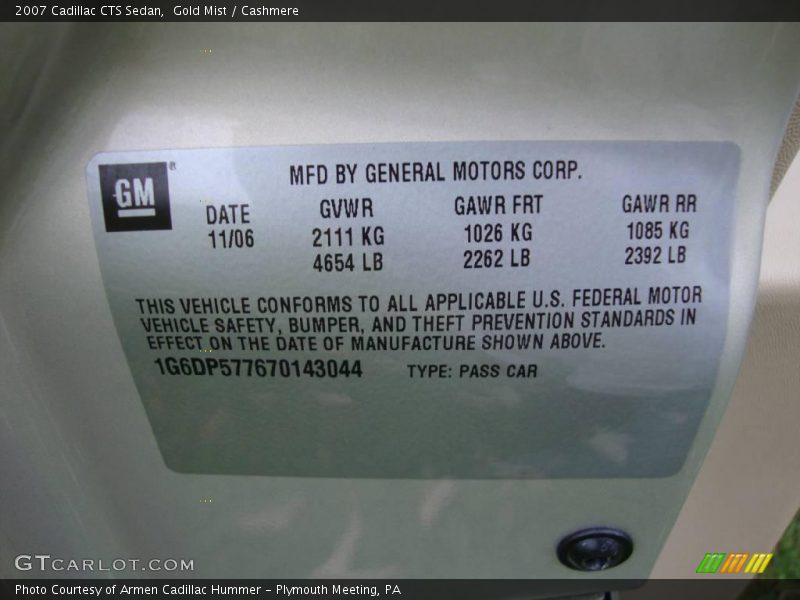 2007 Cadillac CTS Sedan,  Gold Mist / Cashmere
GM®
MFD BY GENERAL MOTORS CORP.
DATE GVWR GAWR FRT GAWR RR
11/06 2111 KG 1026 KG 1085 KG
4654 LB 2262 LB 2392 LB
THIS VEHICLE CONFORMS TO ALL APPLICABLE U.S. FEDERAL MOTOR
VEHICLE SAFETY, BUMPER, AND THEFT PREVENTION STANDARDS IN
EFFECT ON THE DATE OF MANUFACTURE SHOWN ABOVE.
1G6DP577670143044 TYPE: PASS CAR
GTCARLOT.COM
Photo Courtesy of Armen Cadillac Hummer - Plymouth Meeting, PA